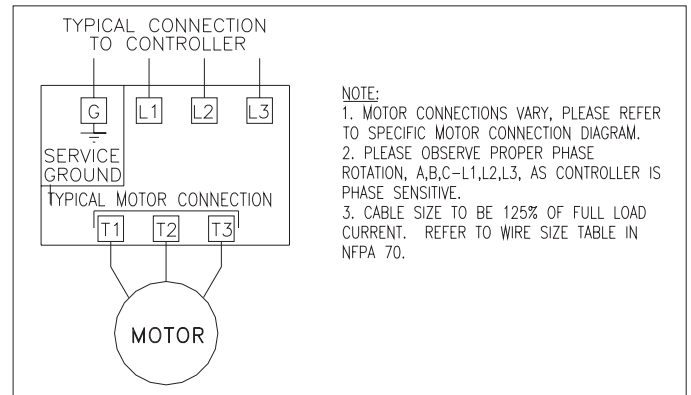 TYPICAL CONNECTION
TO CONTROLLER
G
L1
L2
L3
SERVICE
GROUND
TYPICAL MOTOR CONNECTION
T1
T2
T3
MOTOR
NOTE:
1. MOTOR CONNECTIONS VARY, PLEASE REFER
TO SPECIFIC MOTOR CONNECTION DIAGRAM.
2. PLEASE OBSERVE PROPER PHASE
ROTATION, A,B,C-L1,L2,L3, AS CONTROLLER IS
PHASE SENSITIVE.
3. CABLE SIZE TO BE 125% OF FULL LOAD
CURRENT. REFER TO WIRE SIZE TABLE IN
NFPA 70.